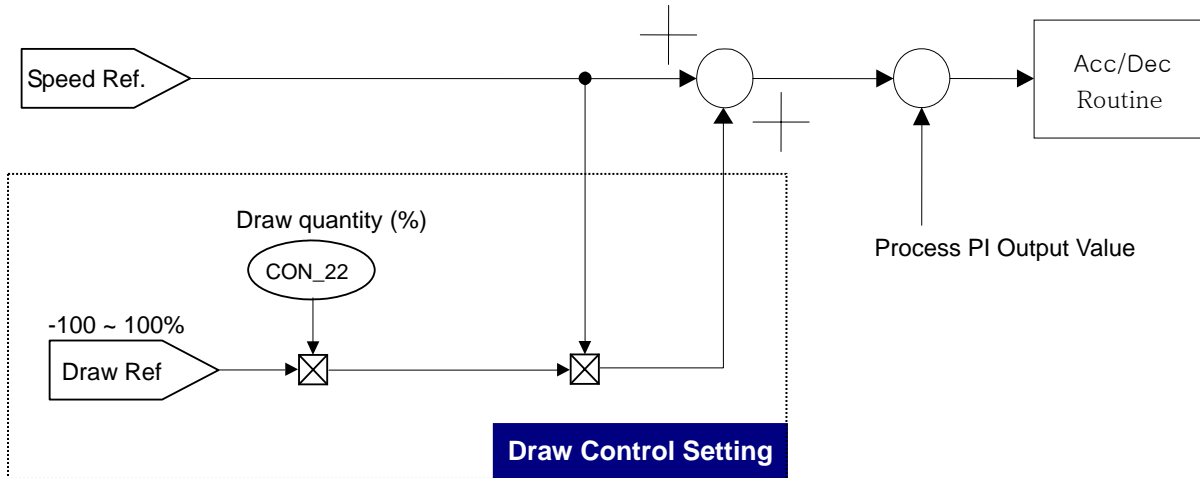 Speed Ref.
Acc/Dec
Routine
Process PI Output Value
Draw quantity (%)
CON_22
-100 ~ 100%
Draw Ref
Draw Control Setting